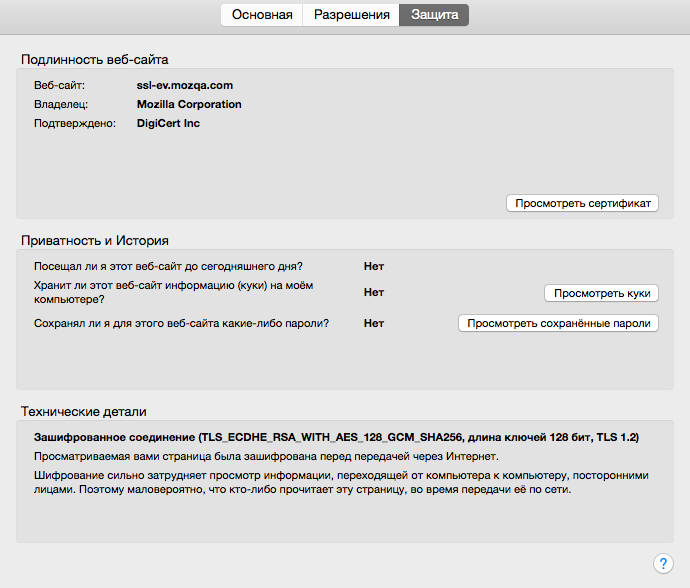 Основная Разрешения Защита
Подлинность веб-сайта
Веб-сайт: ssl-ev.mozqa.com
Владелец: Mozilla Corporation
Подтверждено: DigiCert Inc
Просмотреть сертификат
Приватность и История
Посещал ли я этот веб-сайт до сегодняшнего дня? Нет
Хранит ли этот веб-сайт информацию (куки) на моём
компьютере? Нет Просмотреть куки
Сохранял ли я для этого веб-сайта какие-либо пароли? Нет Просмотреть сохранённые пароли
Технические детали
Зашифрованное соединение (TLS_ECDHE_RSA_WITH_AES_128_GCM_SHA256, длина ключей 128 бит, TLS 1.2)
Просматриваемая вами страница была зашифрована перед передачей через Интернет.
Шифрование сильно затрудняет просмотр информации, переходящей от компьютера к компьютеру, посторонними
лицами. Поэтому маловероятно, что кто-либо прочитает эту страницу, во время передачи её по сети.
?